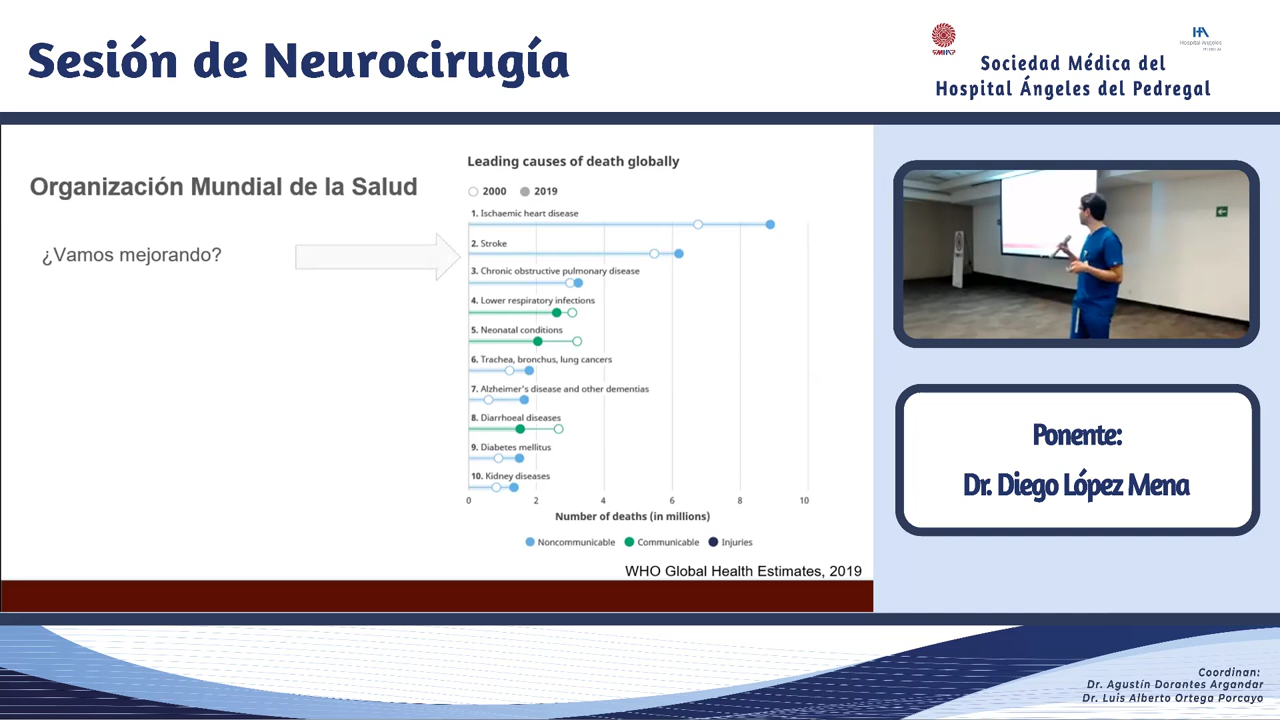 Sesión de Neurocirugía
SMHAP
HA
Hospital Angeles
Sociedad Médica del
Hospital Ángeles del Pedregal
Organización Mundial de la Salud
¿Vamos mejorando?
Leading causes of death globally
2000 2019
1. Ischaemic heart disease
2. Stroke
3. Chronic obstructive pulmonary disease
4. Lower respiratory infections
5. Neonatal conditions
6. Trachea, bronchus, lung cancers
7. Alzheimer's disease and other dementias
8. Diarrhoeal diseases
9. Diabetes mellitus
10. Kidney diseases
0 2 4 6 8 10
Number of deaths (in millions)
Noncommunicable Communicable Injuries
WHO Global Health Estimates, 2019
Ponente:
Dr. Diego López Mena
Coordinan:
Dr. Agustín Dorantes Argandar
Dr. Luis Alberto Ortega Porcayo